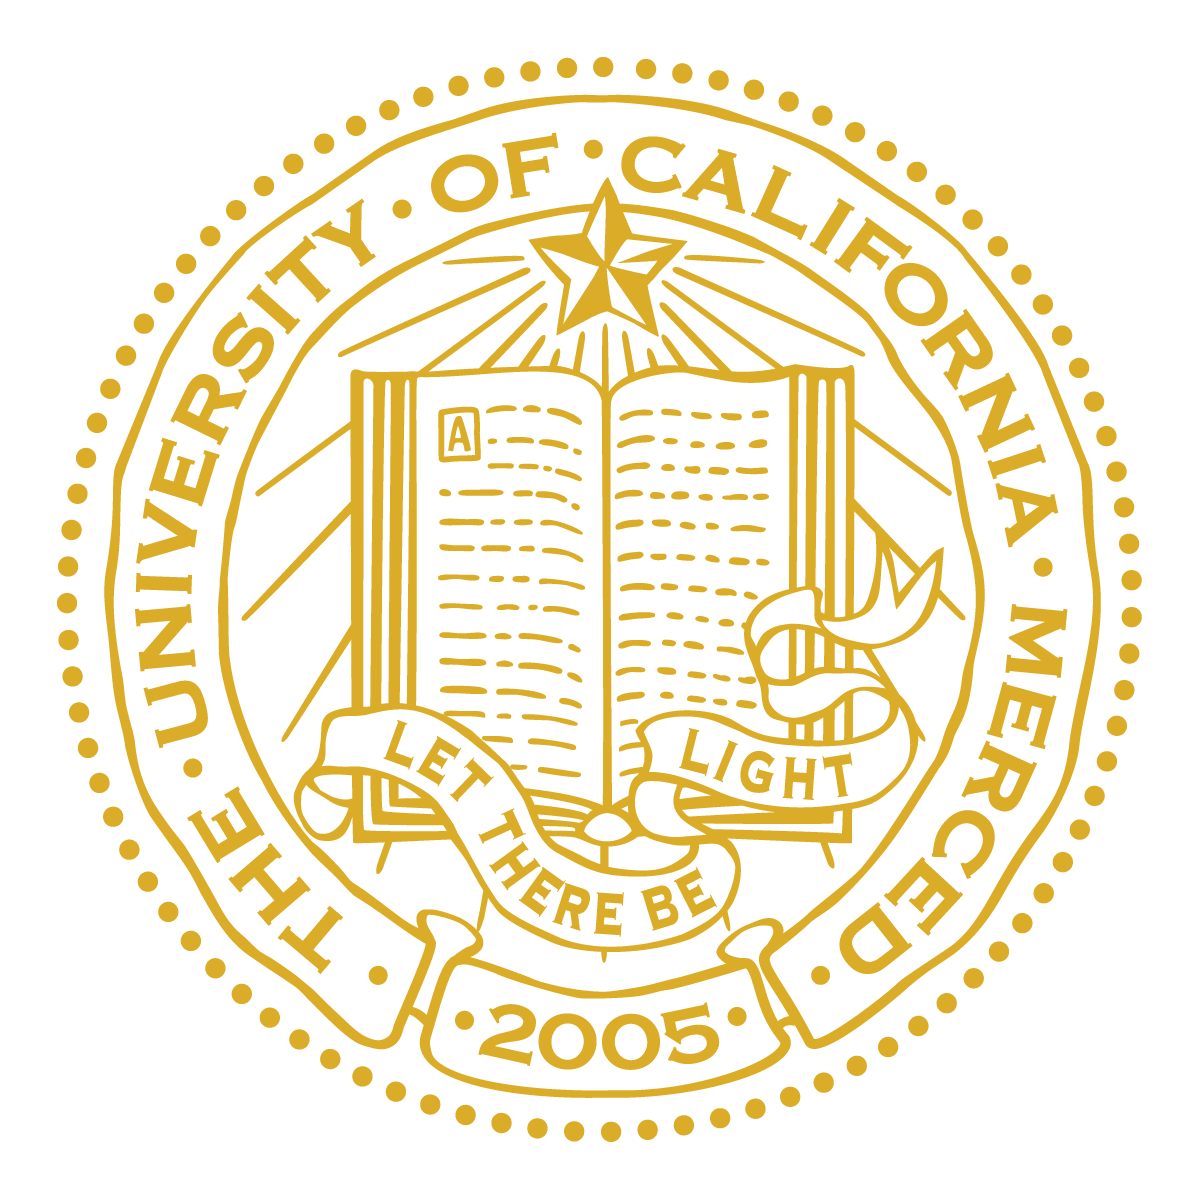 · THE · UNIVERSITY · OF · CALIFORNIA · MERCED ·
A
LET THERE BE
LIGHT
· 2005 ·